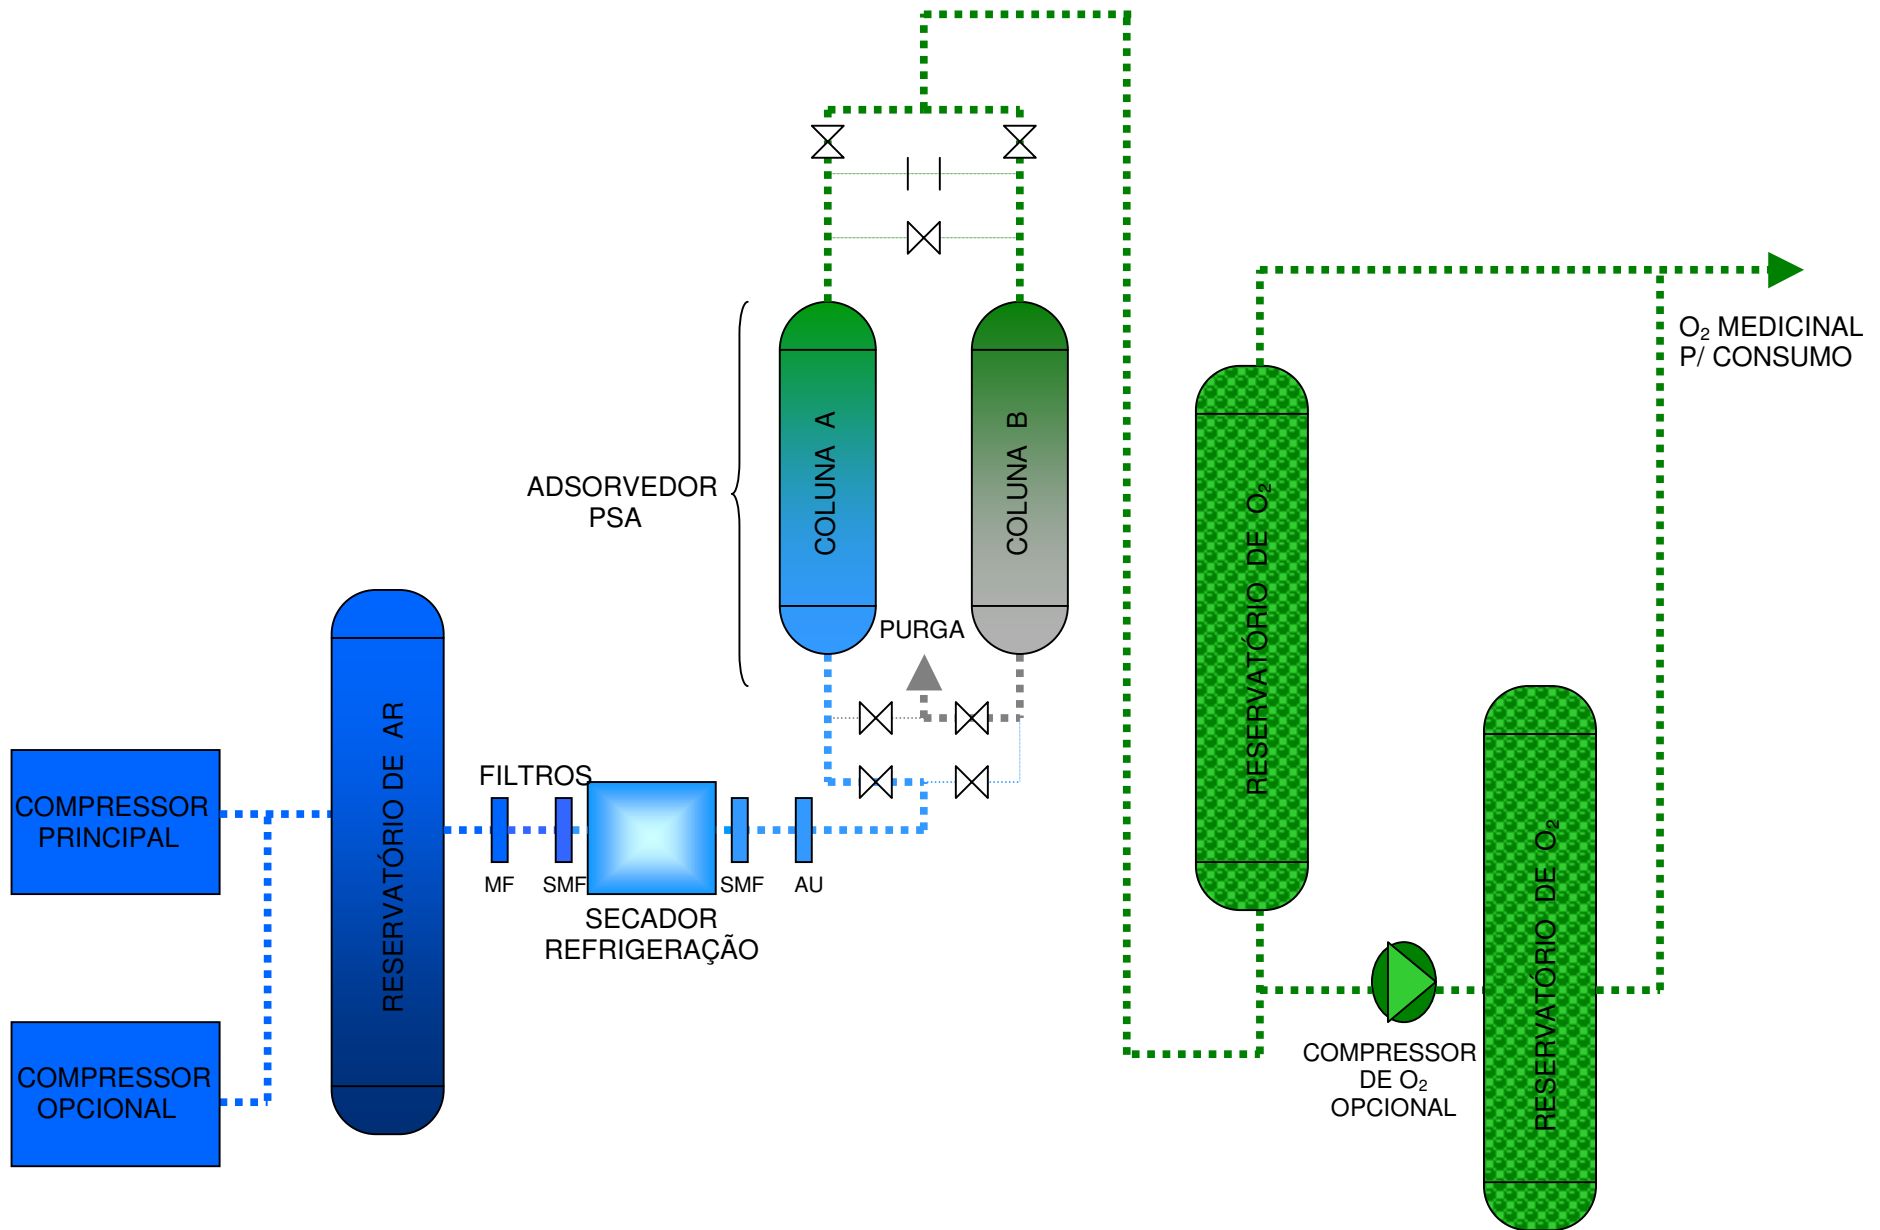 COMPRESSOR
PRINCIPAL
COMPRESSOR
OPCIONAL
RESERVATÓRIO DE AR
FILTROS
MF
SMF
SECADOR
REFRIGERAÇÃO
SMF
AU
ADSORVEDOR
PSA
COLUNA A
COLUNA B
PURGA
RESERVATÓRIO DE O₂
COMPRESSOR
DE O₂
OPCIONAL
RESERVATÓRIO DE O₂
O₂ MEDICINAL
P/ CONSUMO